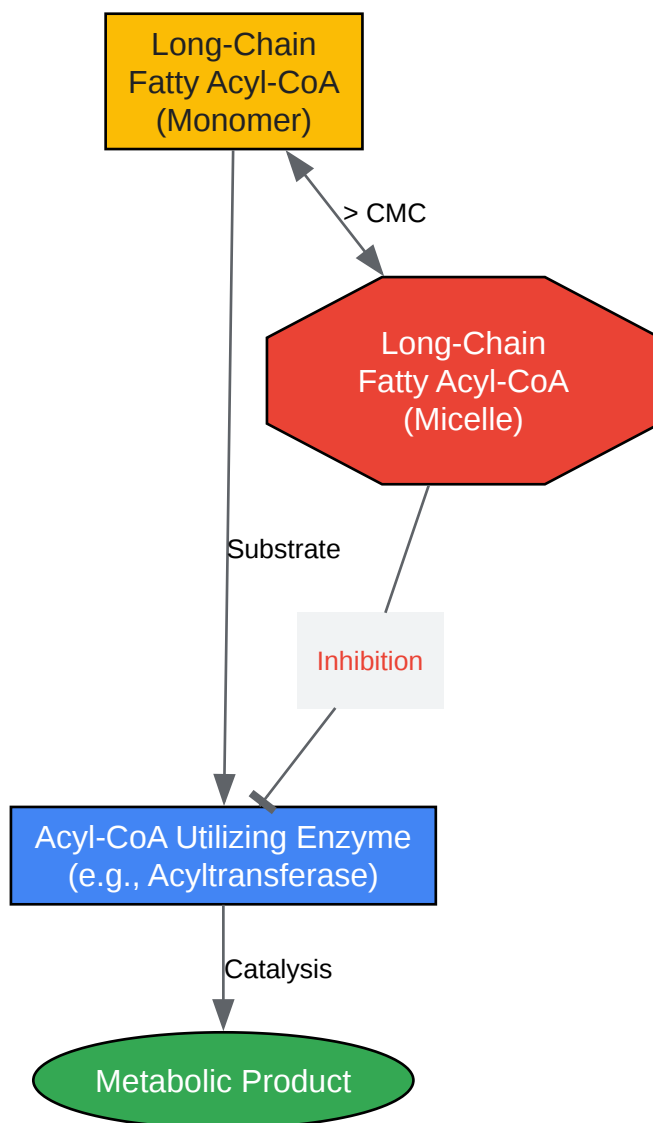 Long-Chain
Fatty Acyl-CoA
(Monomer)
> CMC
Long-Chain
Fatty Acyl-CoA
(Micelle)
Substrate
Inhibition
Acyl-CoA Utilizing Enzyme
(e.g., Acyltransferase)
Catalysis
Metabolic Product